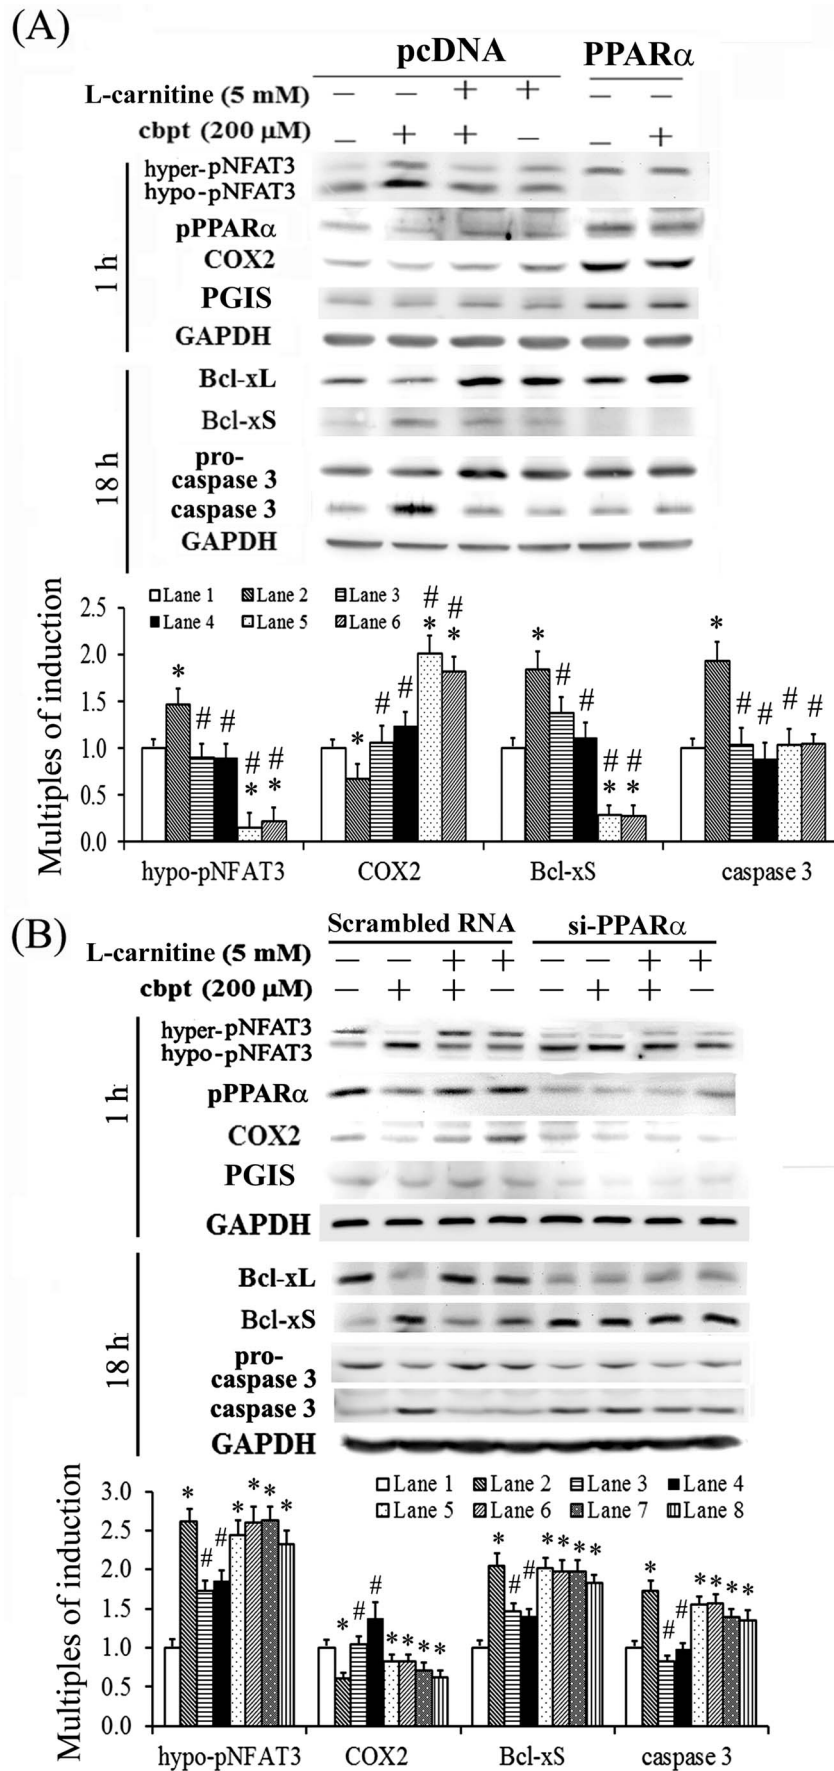 (A)
pcDNA PPARα
L-carnitine (5 mM) − − + + − −
cbpt (200 μM) − + + − − +
hyper-pNFAT3
hypo-pNFAT3
pPPARα
COX2
PGIS
GAPDH
1 h
Bcl-xL
Bcl-xS
pro-
caspase 3
caspase 3
GAPDH
18 h
Multiples of induction
Lane 1 Lane 2 Lane 3
Lane 4 Lane 5 Lane 6
2.5
2.0
1.5
1.0
0.5
0.0
* # # # * # *
* # # # * # *
* # # # * # *
* # # # #
hypo-pNFAT3 COX2 Bcl-xS caspase 3
(B)
Scrambled RNA si-PPARα
L-carnitine (5 mM) − − + + − − + +
cbpt (200 μM) − + + − − + + −
hyper-pNFAT3
hypo-pNFAT3
pPPARα
COX2
PGIS
GAPDH
1 h
Bcl-xL
Bcl-xS
pro-
caspase 3
caspase 3
GAPDH
18 h
Multiples of induction
Lane 1 Lane 2 Lane 3 Lane 4
Lane 5 Lane 6 Lane 7 Lane 8
3.0
2.5
2.0
1.5
1.0
0.5
0.0
* # # * * * *
* # # * * * *
* # # * * * *
* # # * * * *
hypo-pNFAT3 COX2 Bcl-xS caspase 3